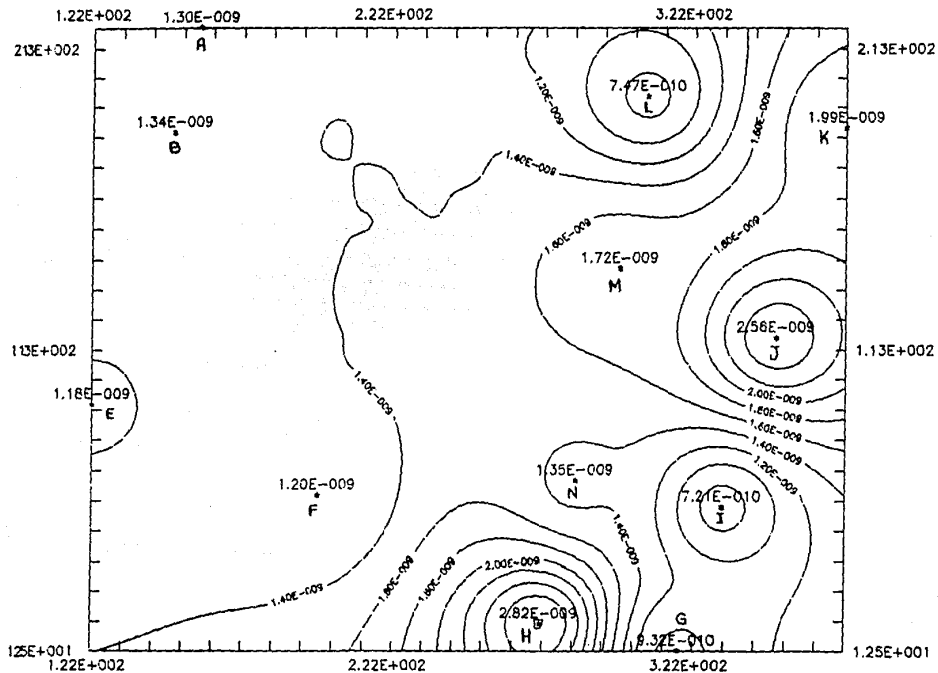 1.22E+002 1.30E-009 2.22E+002 3.22E+002
A
213E+002 2.13E+002
7.47E-010
L
1.20E-009
1.60E-009
1.99E-009
K
1.34E-009
B
1.40E-009
1.60E-009 1.80E-009
1.72E-009
M
2.56E-009
J
113E+002 1.13E+002
1.18E-009
E
1.40E-009
2.00E-009
1.80E-009
1.60E-009
1.40E-009
1.20E-009
1.35E-009
N
7.21E-010
I
1.20E-009
F
1.40E-009
2.00E-009
1.60E-009
1.80E-009
1.40E-009
2.82E-009
H
G
9.32E-010
125E+001 1.25E+001
1.22E+002 2.22E+002 3.22E+002